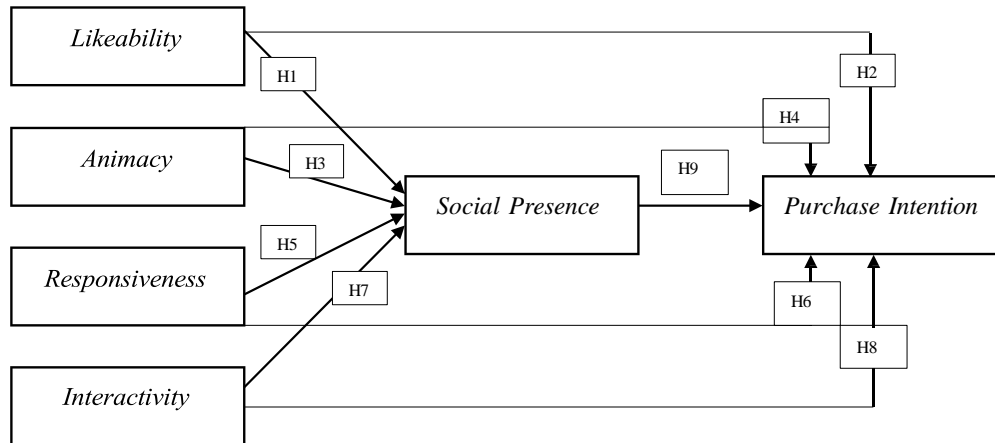 Likeability
H1
H2
H4
Animacy
H3
H9
Social Presence
Purchase Intention
H5
Responsiveness
H7
H6
H8
Interactivity